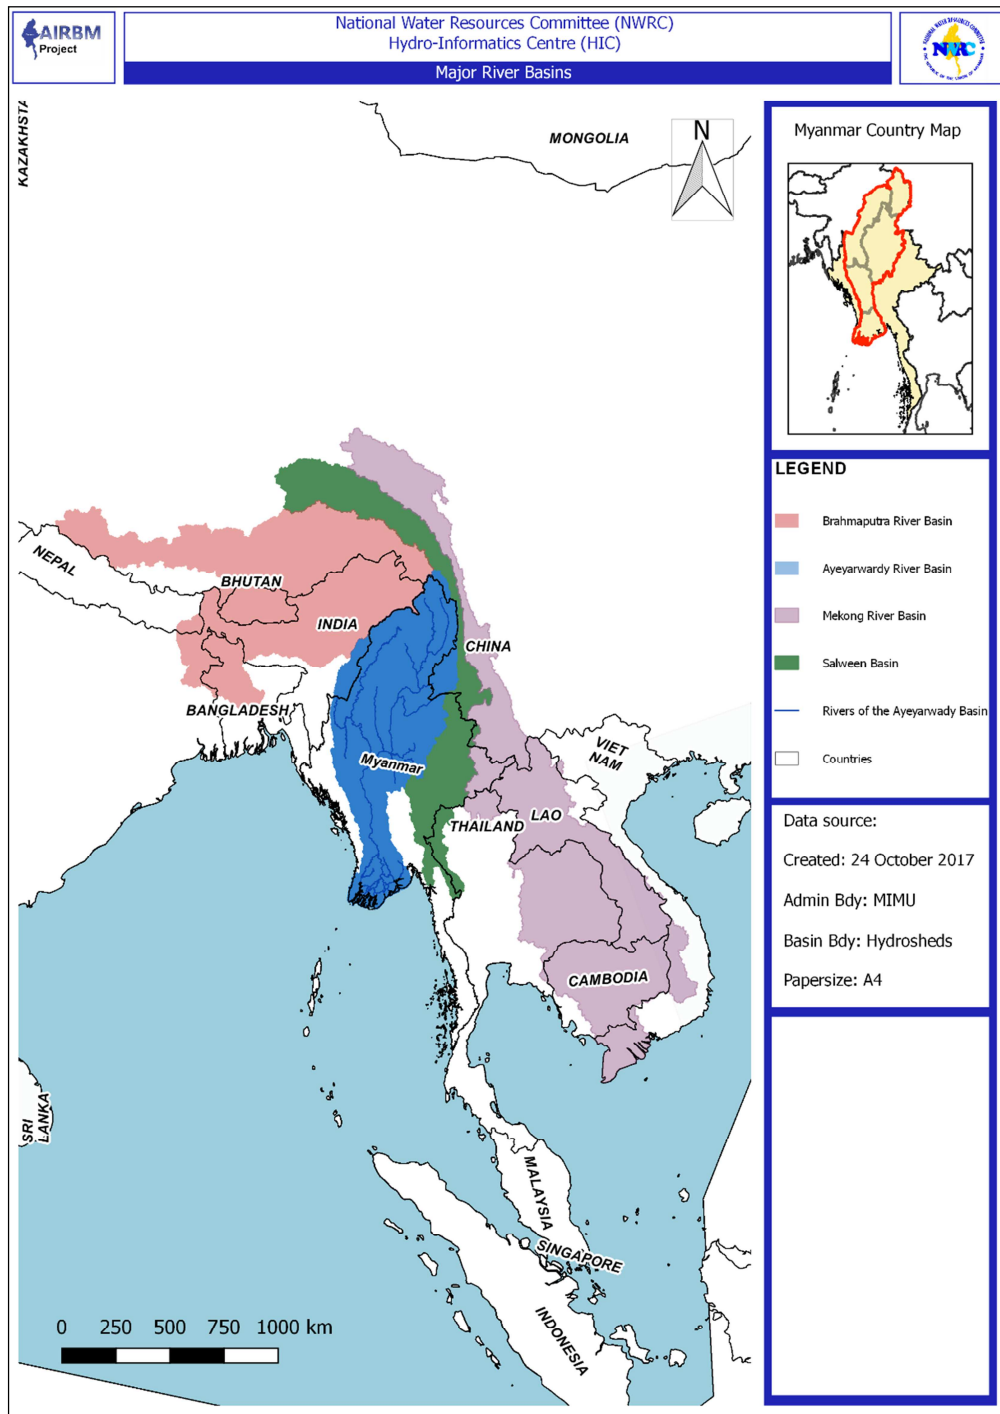 AIRBM
Project
National Water Resources Committee (NWRC)
Hydro-Informatics Centre (HIC)
Major River Basins
NWRC
KAZAKHSTA
MONGOLIA
N
NEPAL
BHUTAN
INDIA
CHINA
BANGLADESH
Myanmar
VIET
NAM
LAO
THAILAND
CAMBODIA
SRI
LANKA
MALAYSIA
SINGAPORE
INDONESIA
0 250 500 750 1000 km
Myanmar Country Map
LEGEND
Brahmaputra River Basin
Ayeyarwardy River Basin
Mekong River Basin
Salween Basin
Rivers of the Ayeyarwady Basin
Countries
Data source:
Created: 24 October 2017
Admin Bdy: MIMU
Basin Bdy: Hydrosheds
Papersize: A4